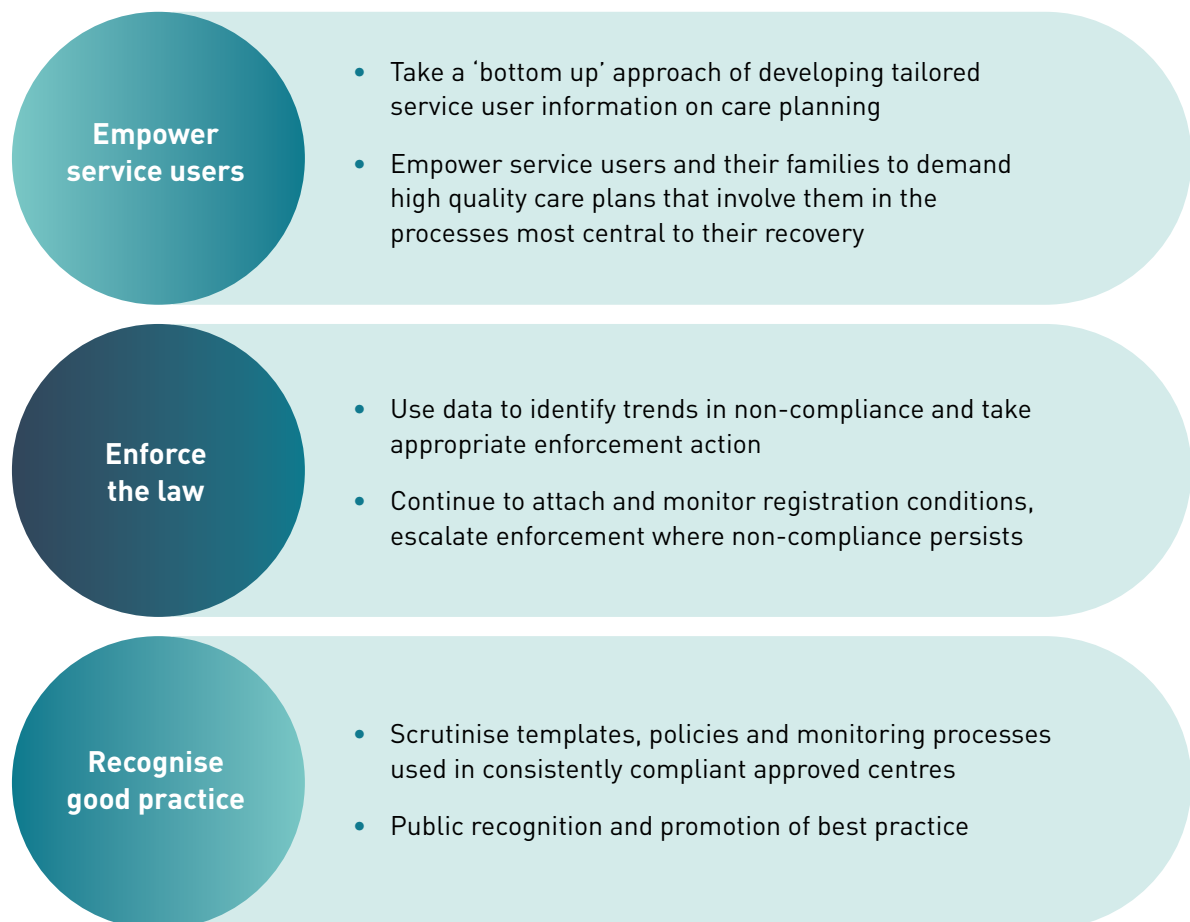 Empower
service users
• Take a ‘bottom up’ approach of developing tailored
service user information on care planning
• Empower service users and their families to demand
high quality care plans that involve them in the
processes most central to their recovery
Enforce
the law
• Use data to identify trends in non-compliance and take
appropriate enforcement action
• Continue to attach and monitor registration conditions,
escalate enforcement where non-compliance persists
Recognise
good practice
• Scrutinise templates, policies and monitoring processes
used in consistently compliant approved centres
• Public recognition and promotion of best practice